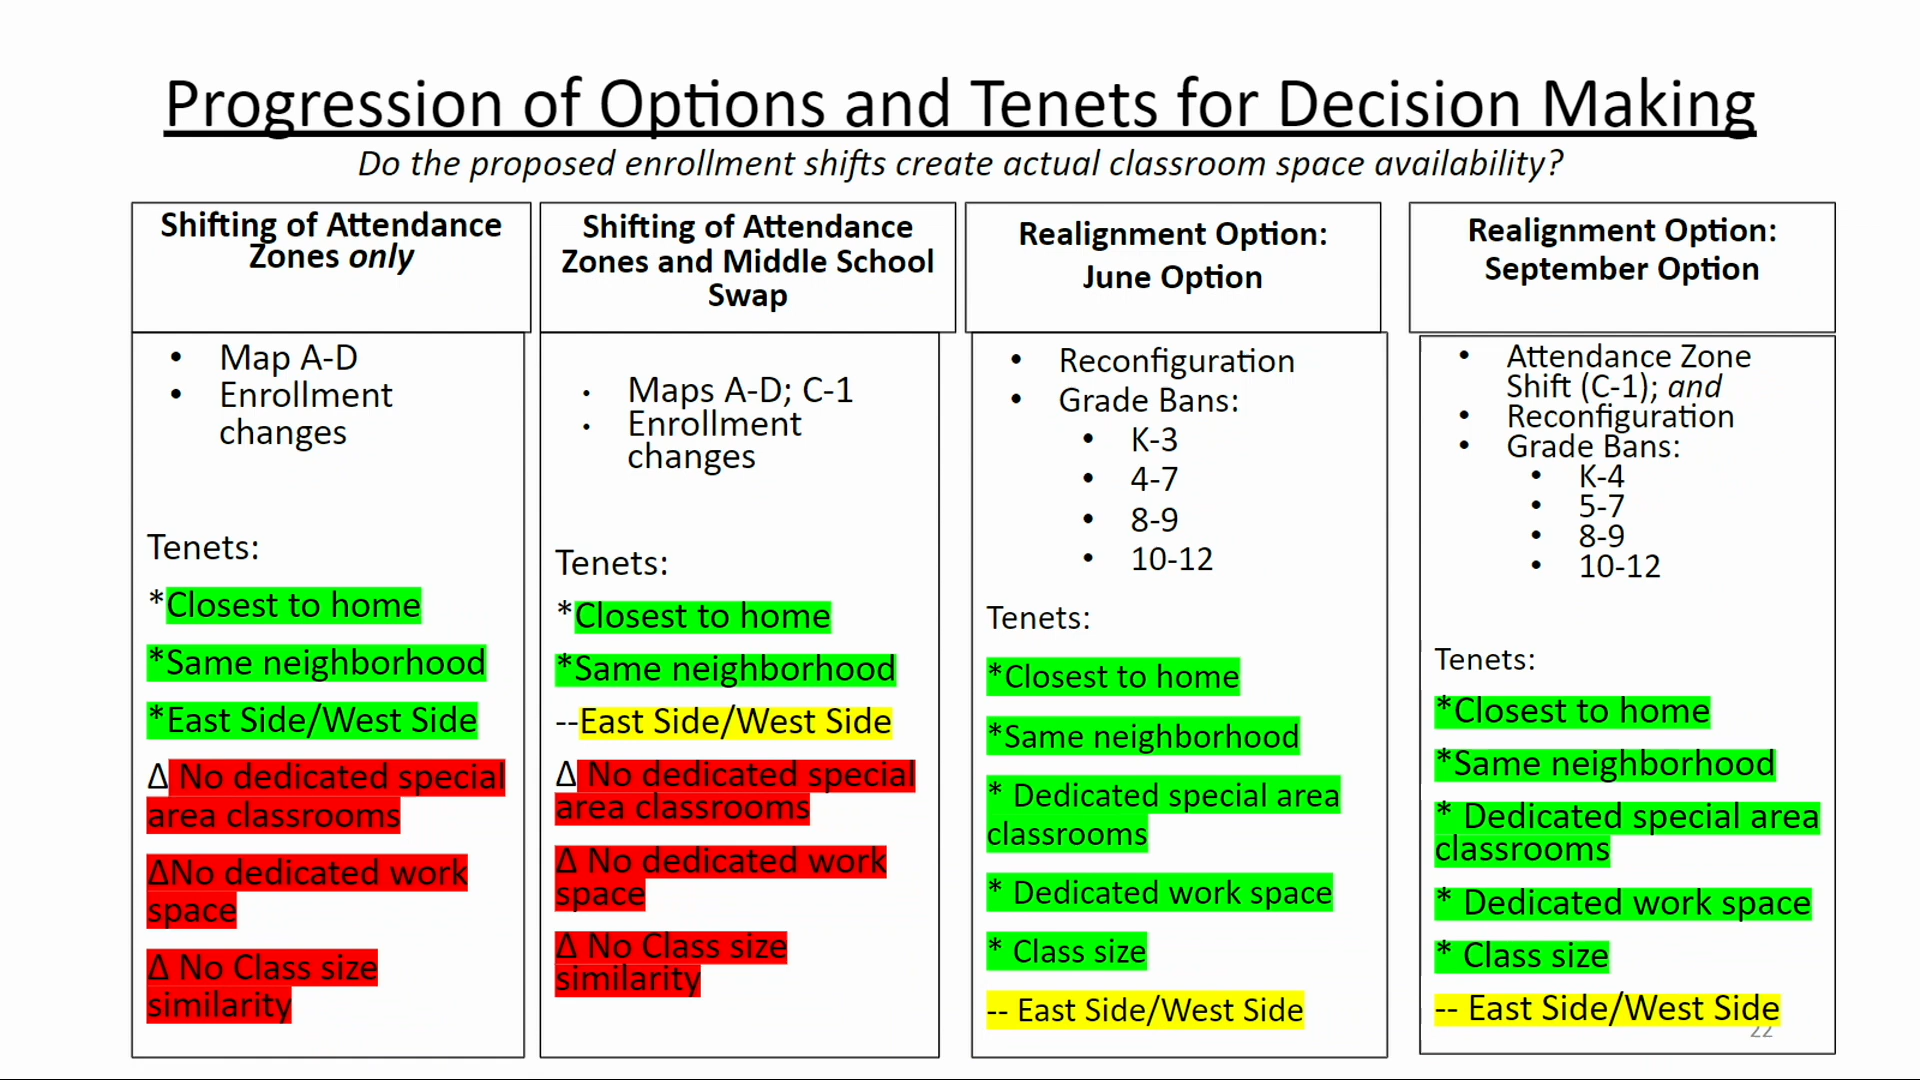 Progression of Options and Tenets for Decision Making
Do the proposed enrollment shifts create actual classroom space availability?
Shifting of Attendance
Zones only
• Map A-D
• Enrollment
changes
Tenets:
*Closest to home
*Same neighborhood
*East Side/West Side
Δ No dedicated special
area classrooms
ΔNo dedicated work
space
Δ No Class size
similarity
Shifting of Attendance
Zones and Middle School
Swap
• Maps A-D; C-1
• Enrollment
changes
Tenets:
*Closest to home
*Same neighborhood
--East Side/West Side
Δ No dedicated special
area classrooms
Δ No dedicated work
space
Δ No Class size
similarity
Realignment Option:
June Option
• Reconfiguration
• Grade Bans:
• K-3
• 4-7
• 8-9
• 10-12
Tenets:
*Closest to home
*Same neighborhood
* Dedicated special area
classrooms
* Dedicated work space
* Class size
-- East Side/West Side
Realignment Option:
September Option
• Attendance Zone
Shift (C-1); and
• Reconfiguration
• Grade Bans:
• K-4
• 5-7
• 8-9
• 10-12
Tenets:
*Closest to home
*Same neighborhood
* Dedicated special area
classrooms
* Dedicated work space
* Class size
-- East Side/West Side
22